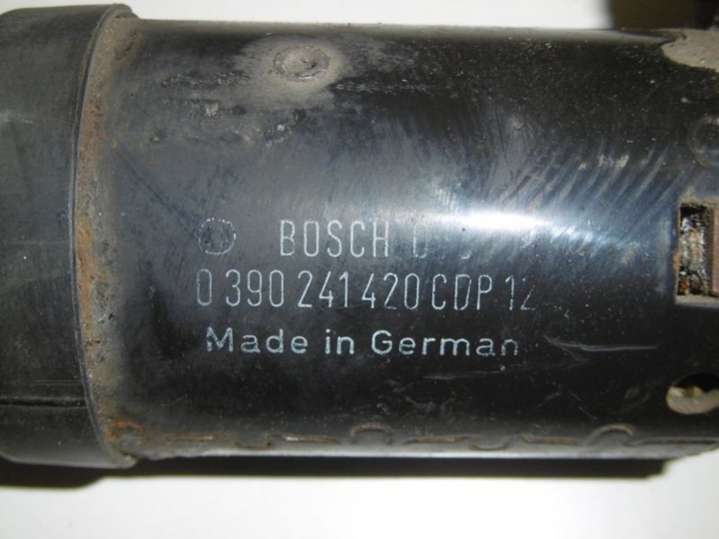 BOSCH
0 390 241 420 CDP 12
Made in German